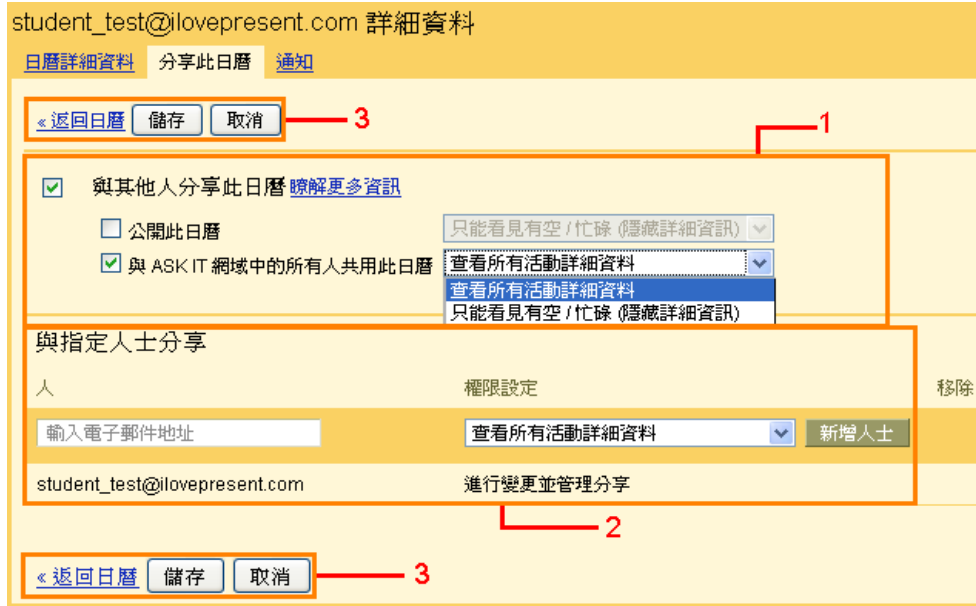 student_test@ilovepresent.com 詳細資料
日曆詳細資料 分享此日曆 通知
«返回日曆 儲存 取消 3
1
與其他人分享此日曆 瞭解更多資訊
公開此日曆 只能看見有空 / 忙碌 (隱藏詳細資訊)
與 ASK IT 網域中的所有人共用此日曆 查看所有活動詳細資料
查看所有活動詳細資料
只能看見有空 / 忙碌 (隱藏詳細資訊)
與指定人士分享
人 權限設定 移除
輸入電子郵件地址 查看所有活動詳細資料 新增人士
student_test@ilovepresent.com 進行變更並管理分享
2
«返回日曆 儲存 取消 3